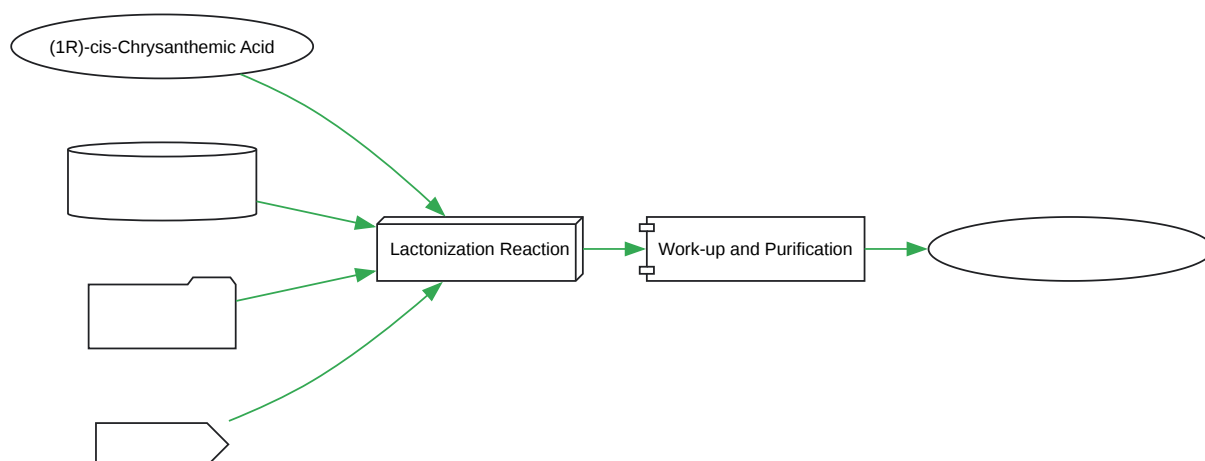 (1R)-cis-Chrysanthemic Acid
Lactonization Reaction
Work-up and Purification